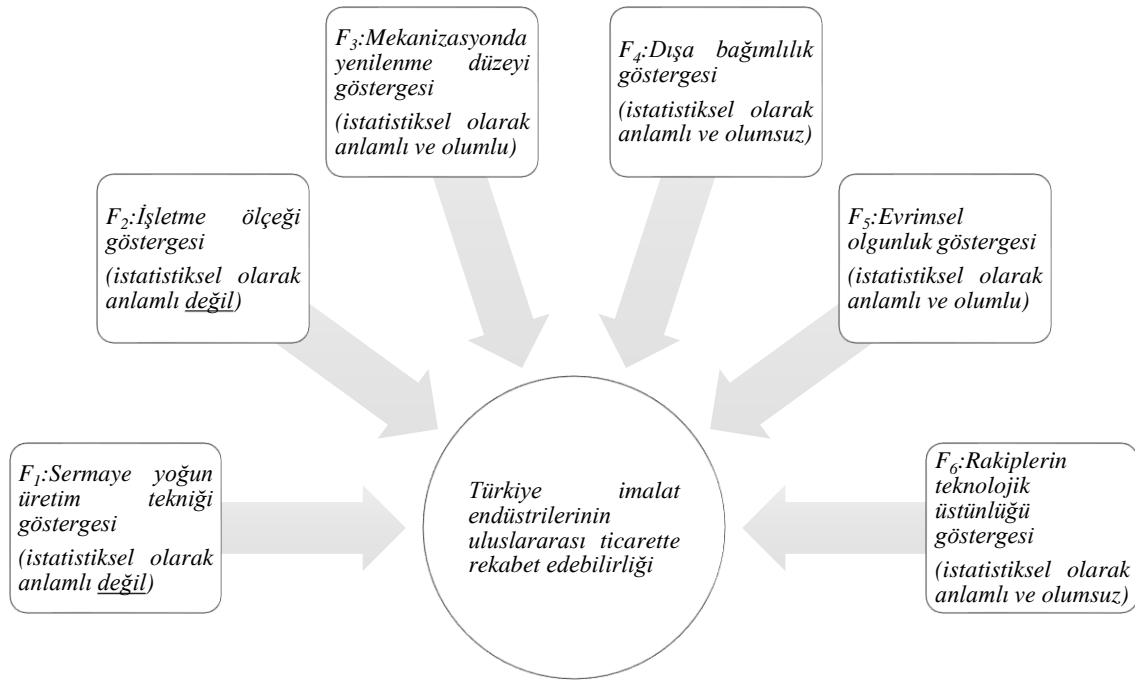 F1:Sermaye yoğun
üretim tekniği
göstergesi
(istatistiksel olarak
anlamlı değil)
F2:İşletme ölçeği
göstergesi
(istatistiksel olarak
anlamlı değil)
F3:Mekanizasyonda
yenilenme düzeyi
göstergesi
(istatistiksel olarak
anlamlı ve olumlu)
F4:Dışa bağımlılık
göstergesi
(istatistiksel olarak
anlamlı ve olumsuz)
F5:Evrimsel
olgunluk göstergesi
(istatistiksel olarak
anlamlı ve olumlu)
F6:Rakiplerin
teknolojik
üstünlüğü
göstergesi
(istatistiksel olarak
anlamlı ve olumsuz)
Türkiye imalat
endüstrilerinin
uluslararası ticarette
rekabet edebilirliği